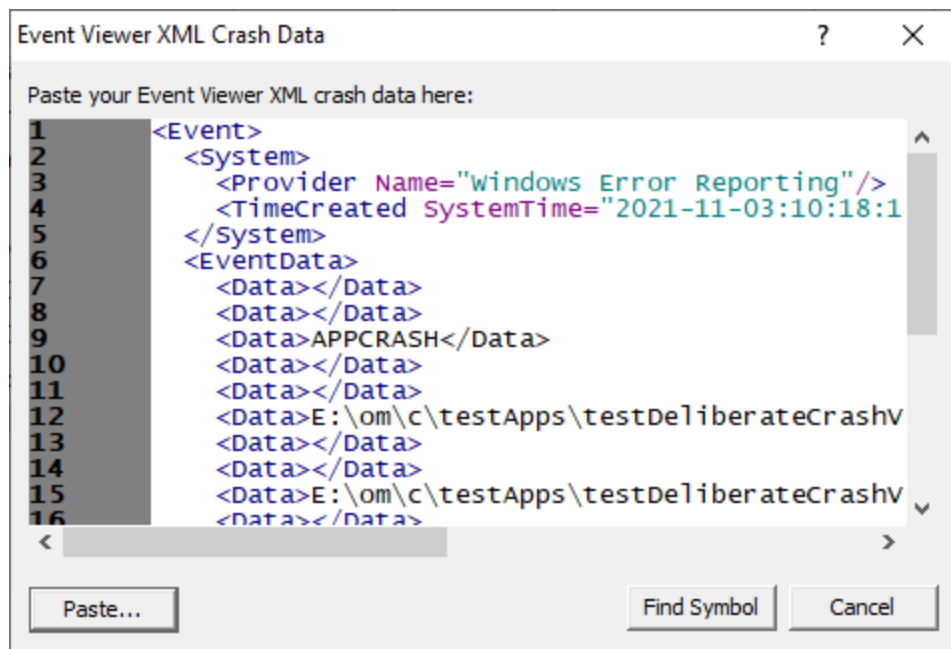 Event Viewer XML Crash Data ? ×
Paste your Event Viewer XML crash data here:
1 <Event>
2 <System>
3 <Provider Name="Windows Error Reporting"/>
4 <TimeCreated SystemTime="2021-11-03:10:18:1
5 </System>
6 <EventData>
7 <Data></Data>
8 <Data></Data>
9 <Data>APPCRASH</Data>
10 <Data></Data>
11 <Data></Data>
12 <Data>E:\om\c\testApps\testDeliberateCrashV
13 <Data></Data>
14 <Data></Data>
15 <Data>E:\om\c\testApps\testDeliberateCrashV
16 <Data></Data>
Paste... Find Symbol Cancel